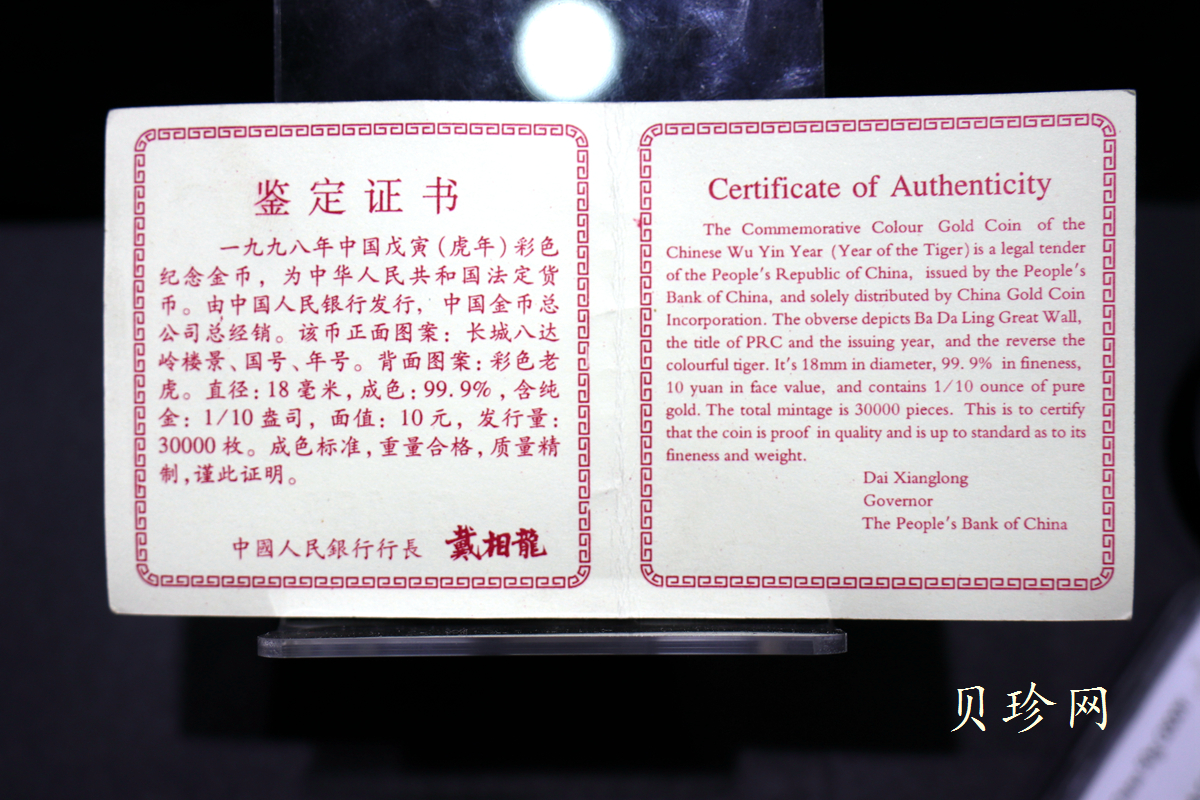 鉴定证书
一九九八年中国戊寅(虎年)彩色
纪念金币，为中华人民共和国法定货
币。由中国人民银行发行，中国金币总
公司总经销。该币正面图案：长城八达
岭楼景、国号、年号。背面图案：彩色老
虎。直径：18毫米，成色：99.9%，含纯
金：1/10盎司，面值：10元，发行量：
30000枚。成色标准，重量合格，质量精
制，谨此证明。
中國人民銀行行長 戴相龍
Certificate of Authenticity
The Commemorative Colour Gold Coin of the
Chinese Wu Yin Year (Year of the Tiger) is a legal tender
of the People's Republic of China, issued by the People's
Bank of China, and solely distributed by China Gold Coin
Incorporation. The obverse depicts Ba Da Ling Great Wall,
the title of PRC and the issuing year, and the reverse the
colourful tiger. It's 18mm in diameter, 99.9% in fineness,
10 yuan in face value, and contains 1/10 ounce of pure
gold. The total mintage is 30000 pieces. This is to certify
that the coin is proof in quality and is up to standard as to its
fineness and weight.
Dai Xianglong
Governor
The People's Bank of China
贝珍网